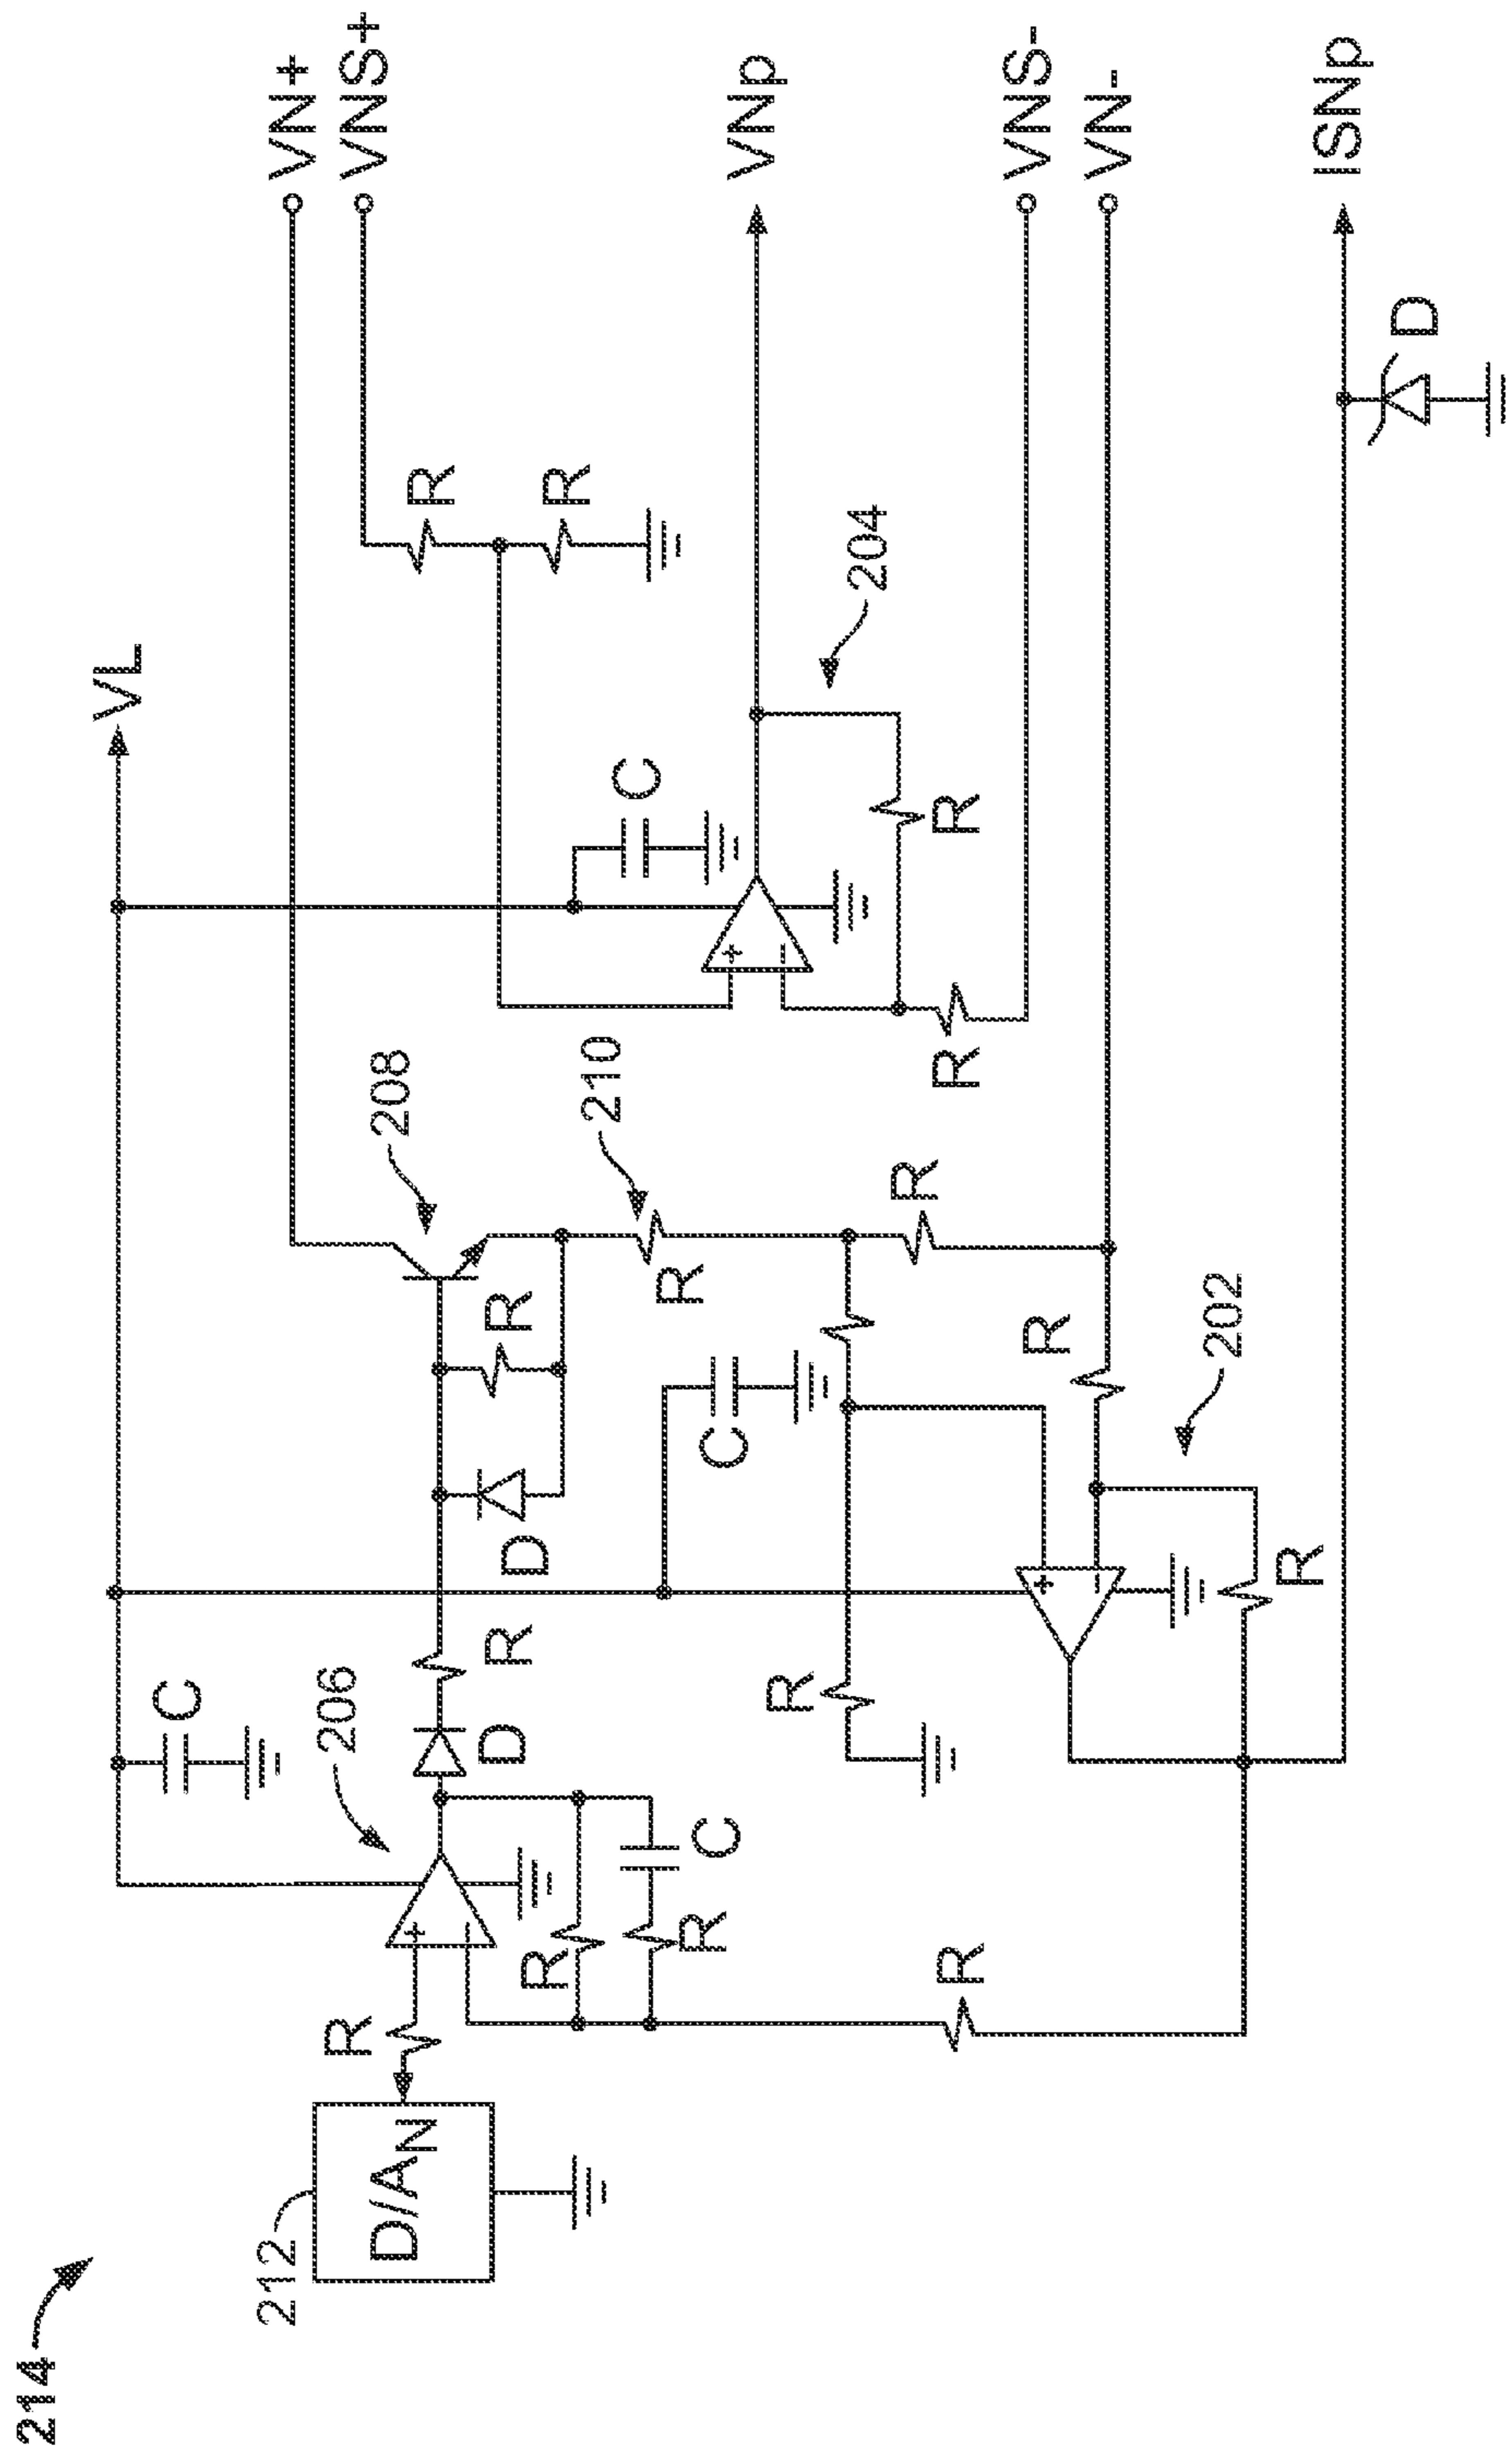 214
VL
C
212
VN+
206
R
VNS+
208
D/AN
+
R
−
D
R
R
D
R
R
210
C
R
R
C
C
+
VNp
−
R
204
R
R
R
R
VNS-
+
R
−
VN-
202
R
ISNp
D